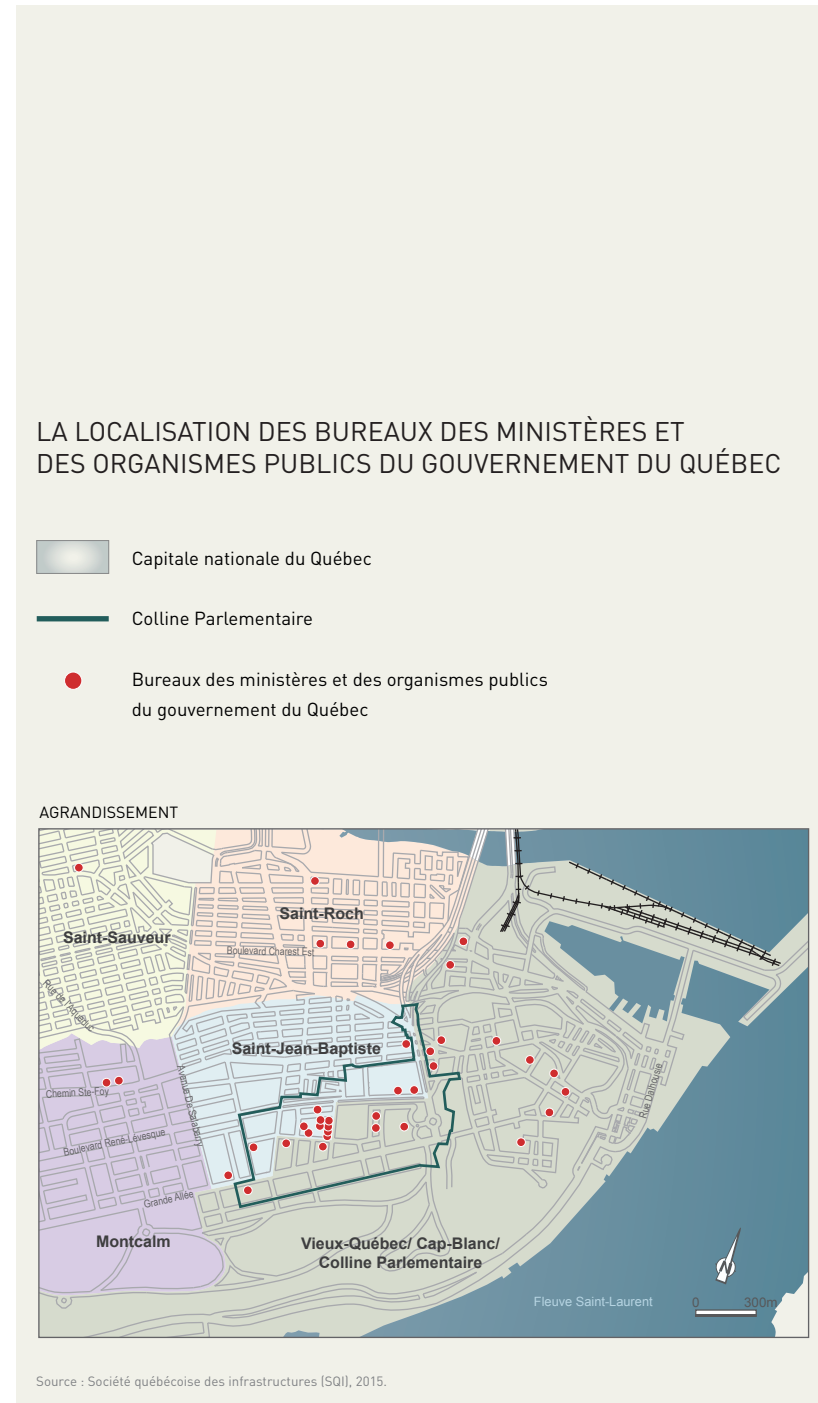 LA LOCALISATION DES BUREAUX DES MINISTÈRES ET
DES ORGANISMES PUBLICS DU GOUVERNEMENT DU QUÉBEC
Capitale nationale du Québec
Colline Parlementaire
Bureaux des ministères et des organismes publics
du gouvernement du Québec
AGRANDISSEMENT
Saint-Roch
Saint-Sauveur
Boulevard Charest Est
Rue de l'Aqueduc
Saint-Jean-Baptiste
Chemin Ste-Foy
Avenue De Salaberry
Rue Dalhousie
Boulevard René-Lévesque
Grande Allée
Montcalm
Vieux-Québec/ Cap-Blanc/
Colline Parlementaire
Fleuve Saint-Laurent
0 300m
N
Source : Société québécoise des infrastructures (SQI), 2015.